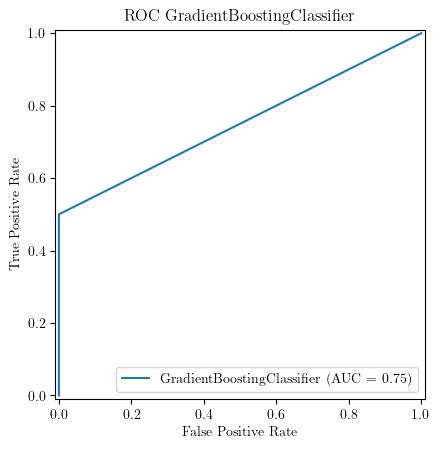 ROC GradientBoostingClassifier
1.0
0.8
0.6
0.4
0.2
0.0
True Positive Rate
GradientBoostingClassifier (AUC = 0.75)
0.0 0.2 0.4 0.6 0.8 1.0
False Positive Rate